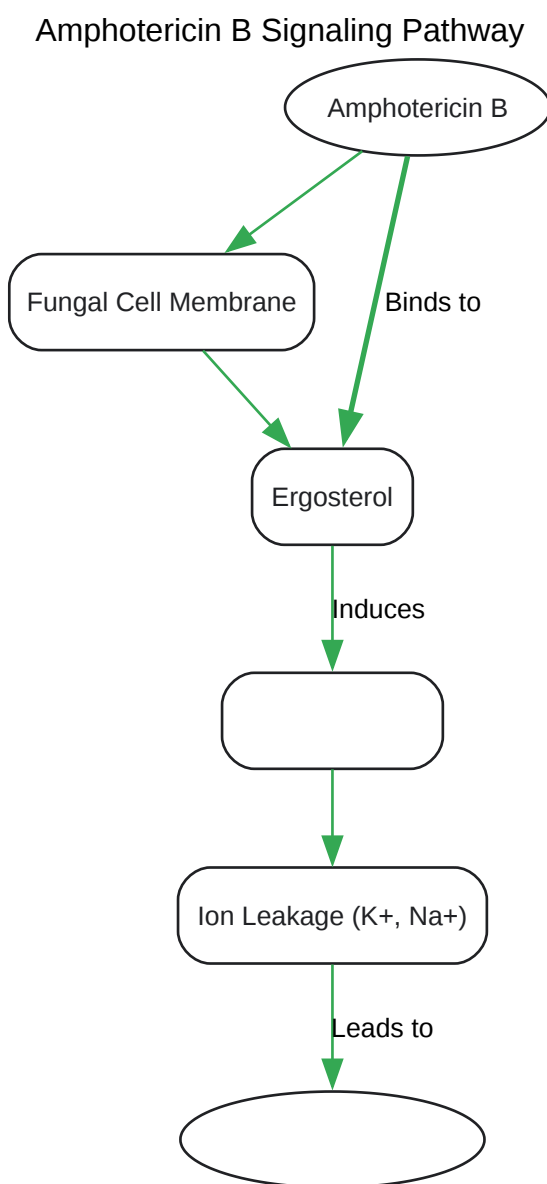 Amphotericin B Signaling Pathway
Amphotericin B
Fungal Cell Membrane
Binds to
Ergosterol
Induces
Ion Leakage (K+, Na+)
Leads to